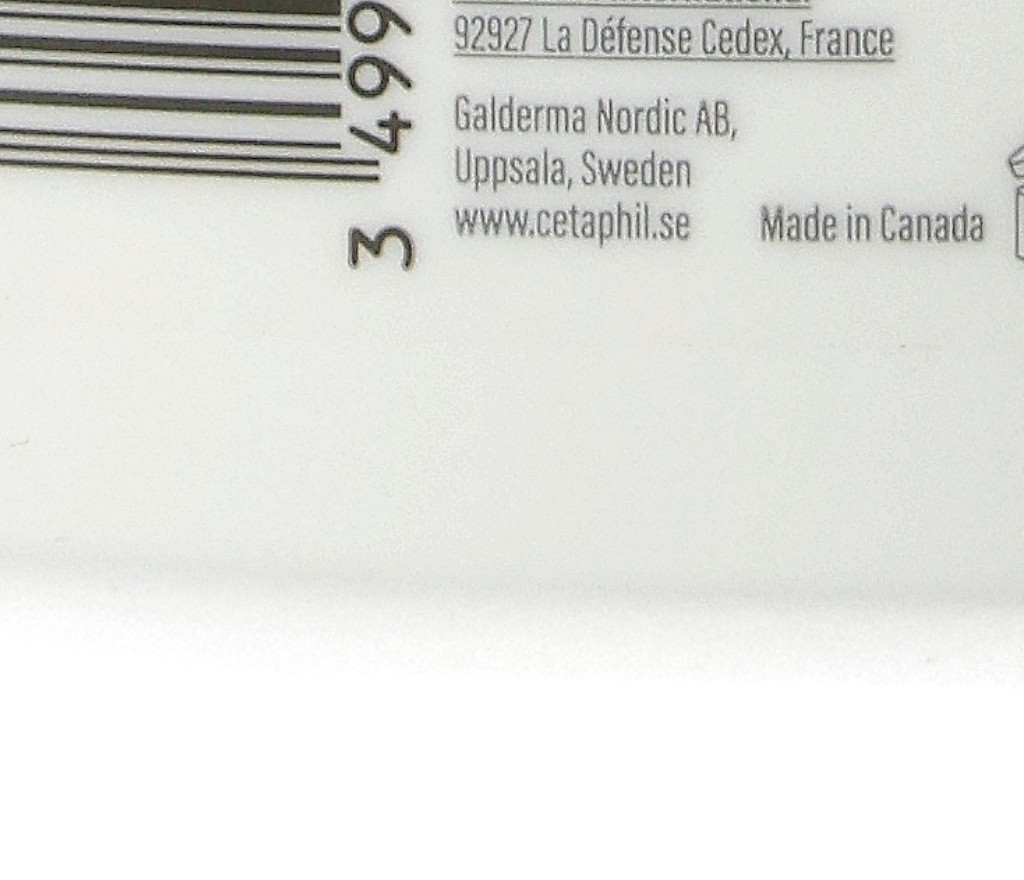 92927 La Défense Cedex, France
Galderma Nordic AB,
Uppsala, Sweden
www.cetaphil.se
Made in Canada
3 499